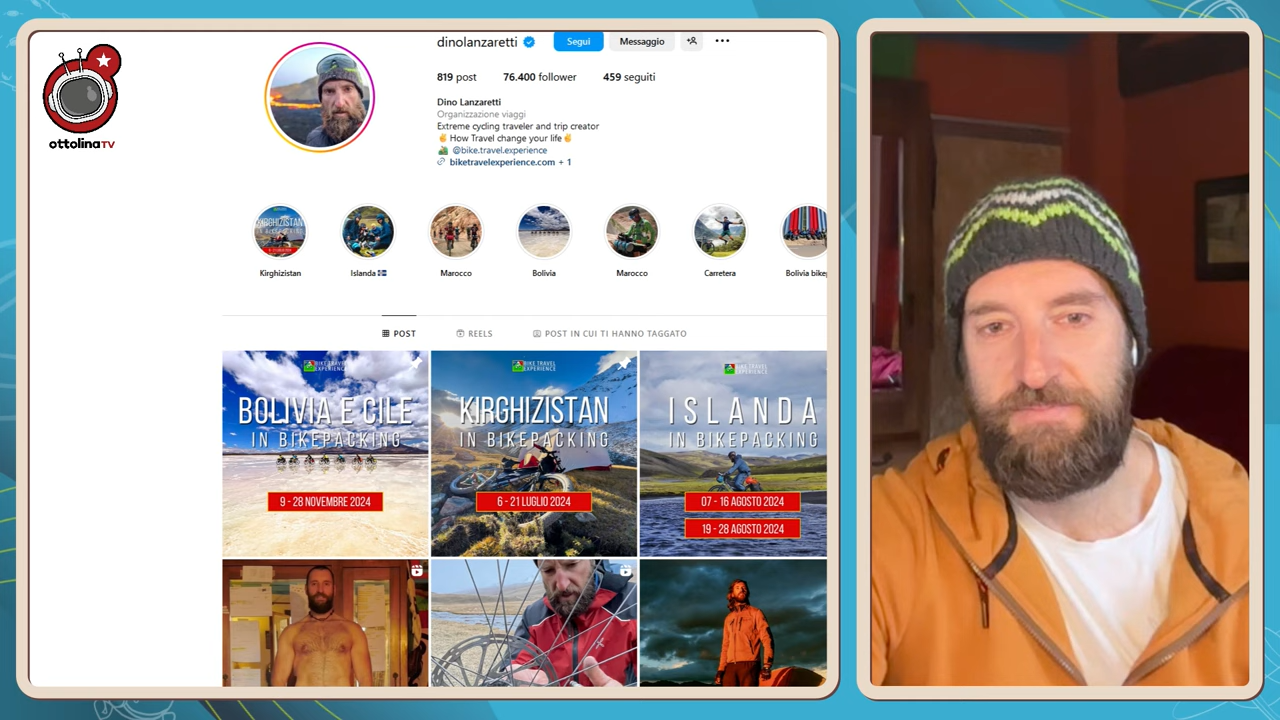 ottolinaTV
dinolanzaretti
Segui
Messaggio
819 post
76.400 follower
459 seguiti
Dino Lanzaretti
Organizzazione viaggi
Extreme cycling traveler and trip creator
✌️How Travel change your life✌️
@bike.travel.experience
biketravelexperience.com + 1
KIRGHIZISTAN
Kirghizistan
Islanda 🇮🇸
Marocco
Bolivia
Marocco
Carretera
Bolivia bike
POST
REELS
POST IN CUI TI HANNO TAGGATO
BIKE TRAVEL
EXPERIENCE
BOLIVIA E CILE
IN BIKEPACKING
9 - 28 NOVEMBRE 2024
BIKE TRAVEL
EXPERIENCE
KIRGHIZISTAN
IN BIKEPACKING
6 - 21 LUGLIO 2024
BIKE TRAVEL
EXPERIENCE
ISLANDA
IN BIKEPACKING
07 - 16 AGOSTO 2024
19 - 28 AGOSTO 2024